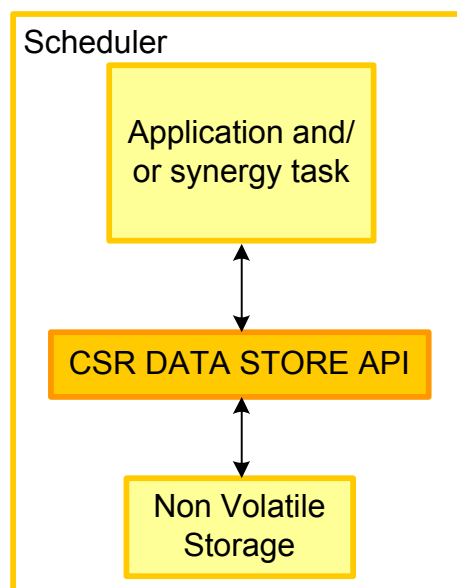 Scheduler
Application and/
or synergy task
CSR DATA STORE API
Non Volatile
Storage